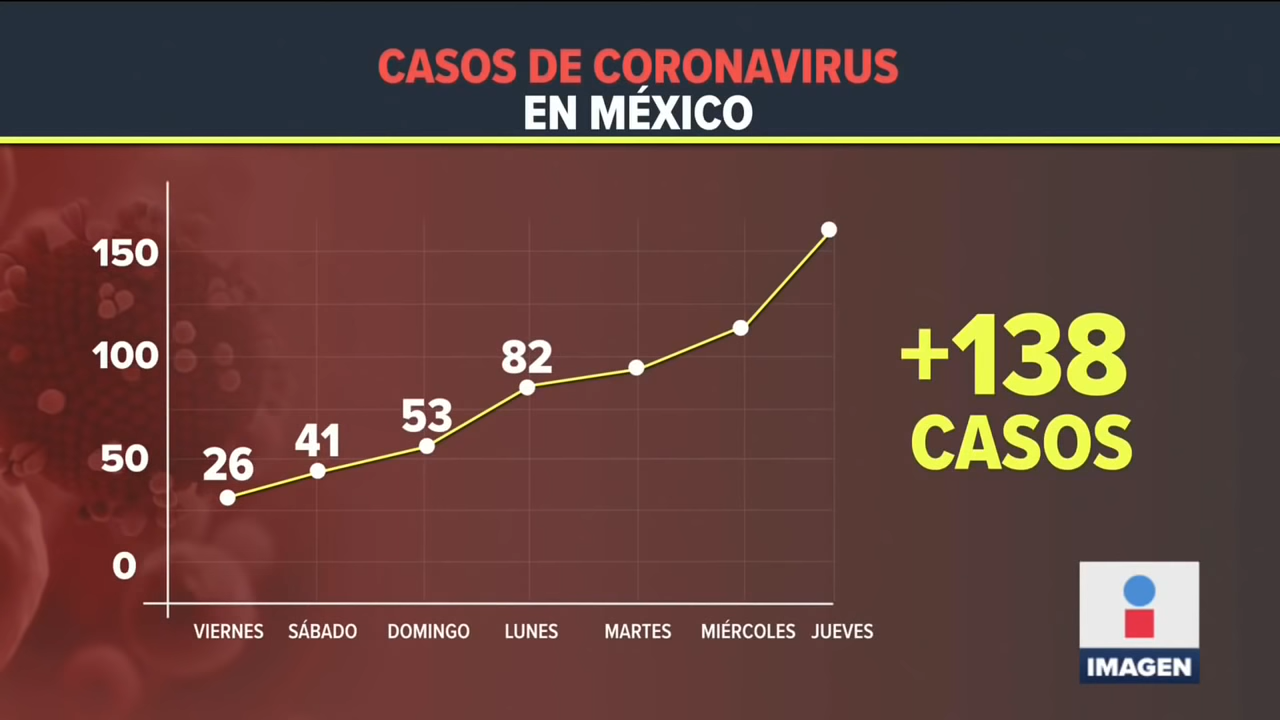 CASOS DE CORONAVIRUS
EN MÉXICO
150
100
50
0
26
41
53
82
+138
CASOS
VIERNES SÁBADO DOMINGO LUNES MARTES MIÉRCOLES JUEVES
IMAGEN